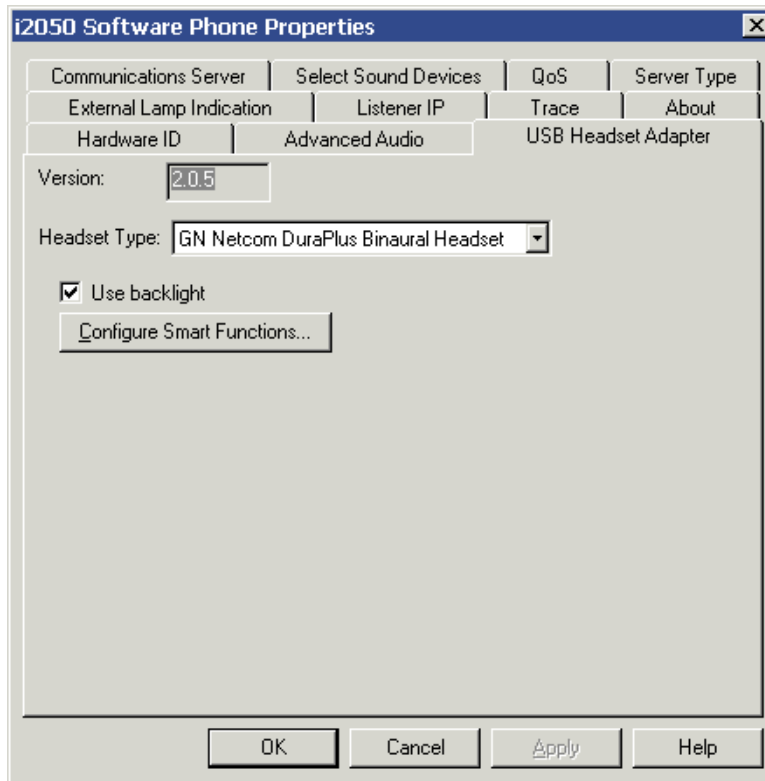 i2050 Software Phone Properties
Communications Server Select Sound Devices QoS Server Type
External Lamp Indication Listener IP Trace About
Hardware ID Advanced Audio USB Headset Adapter
Version: 2.0.5
Headset Type: GN Netcom DuraPlus Binaural Headset
Use backlight
Configure Smart Functions...
OK Cancel Apply Help